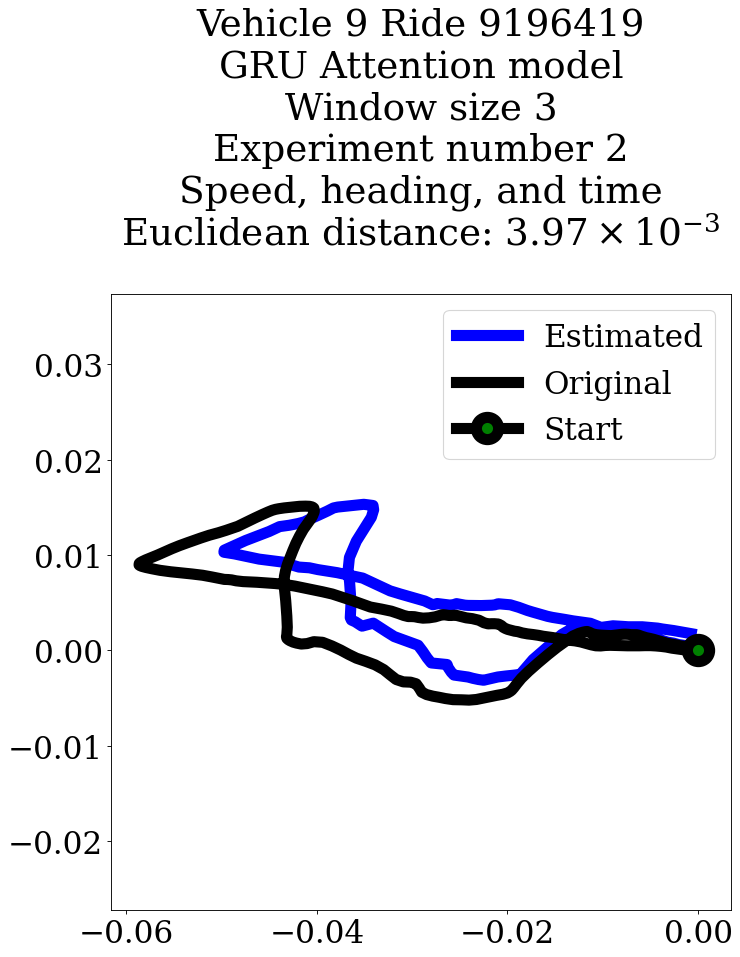 Vehicle 9 Ride 9196419
GRU Attention model
Window size 3
Experiment number 2
Speed, heading, and time
Euclidean distance: 3.97 × 10⁻³
Estimated
Original
Start
0.03
0.02
0.01
0.00
−0.01
−0.02
−0.06 −0.04 −0.02 0.00